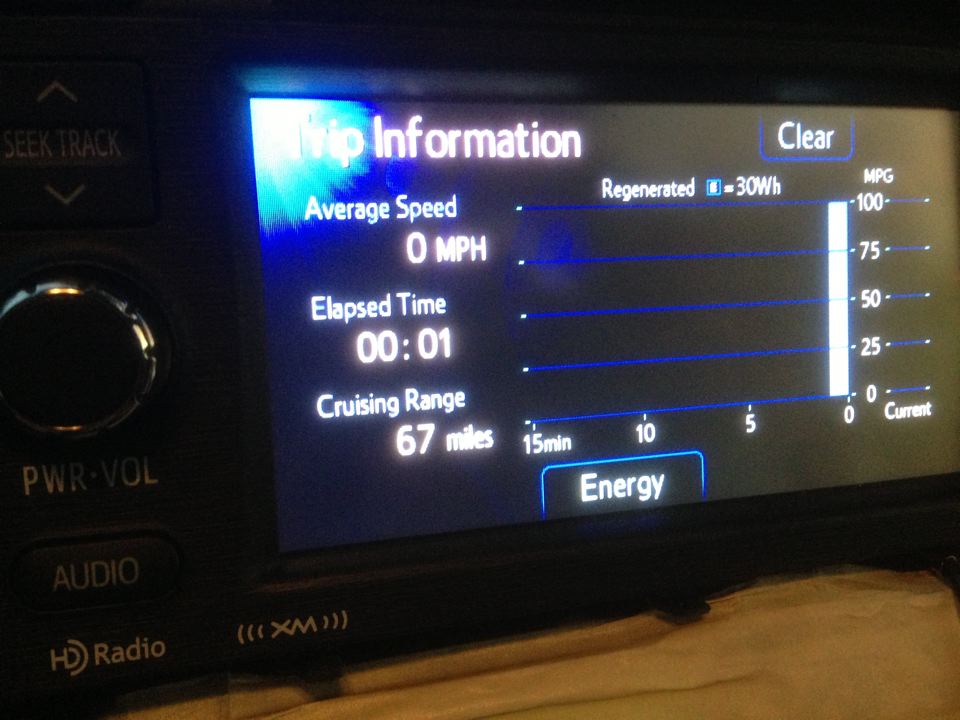 SEEK TRACK
PWR·VOL
AUDIO
HD Radio
((( XM )))
Trip Information
Clear
Average Speed
0 MPH
Elapsed Time
00:01
Cruising Range
67 miles
Regenerated E = 30Wh
MPG
100
75
50
25
0
Current
15min
10
5
0
Energy